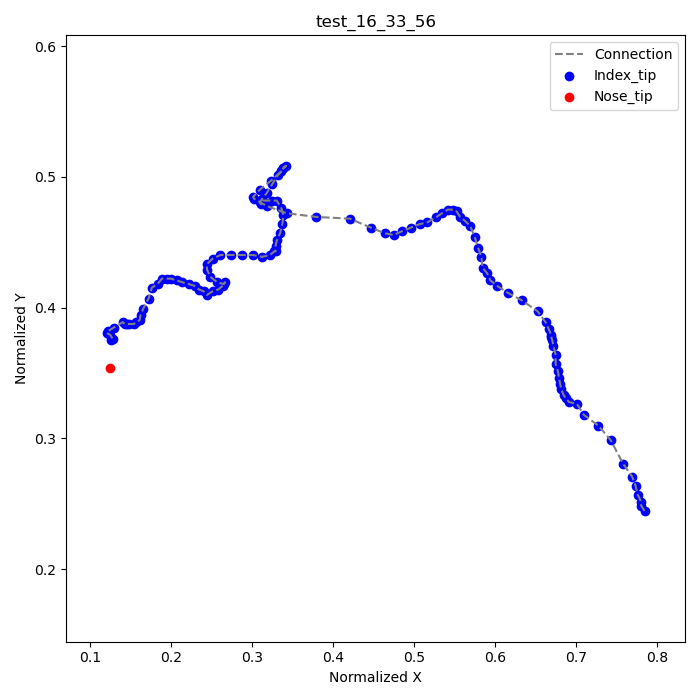 test_16_33_56
Connection
Index_tip
Nose_tip
0.6
0.5
0.4
0.3
0.2
Normalized Y
0.1 0.2 0.3 0.4 0.5 0.6 0.7 0.8
Normalized X